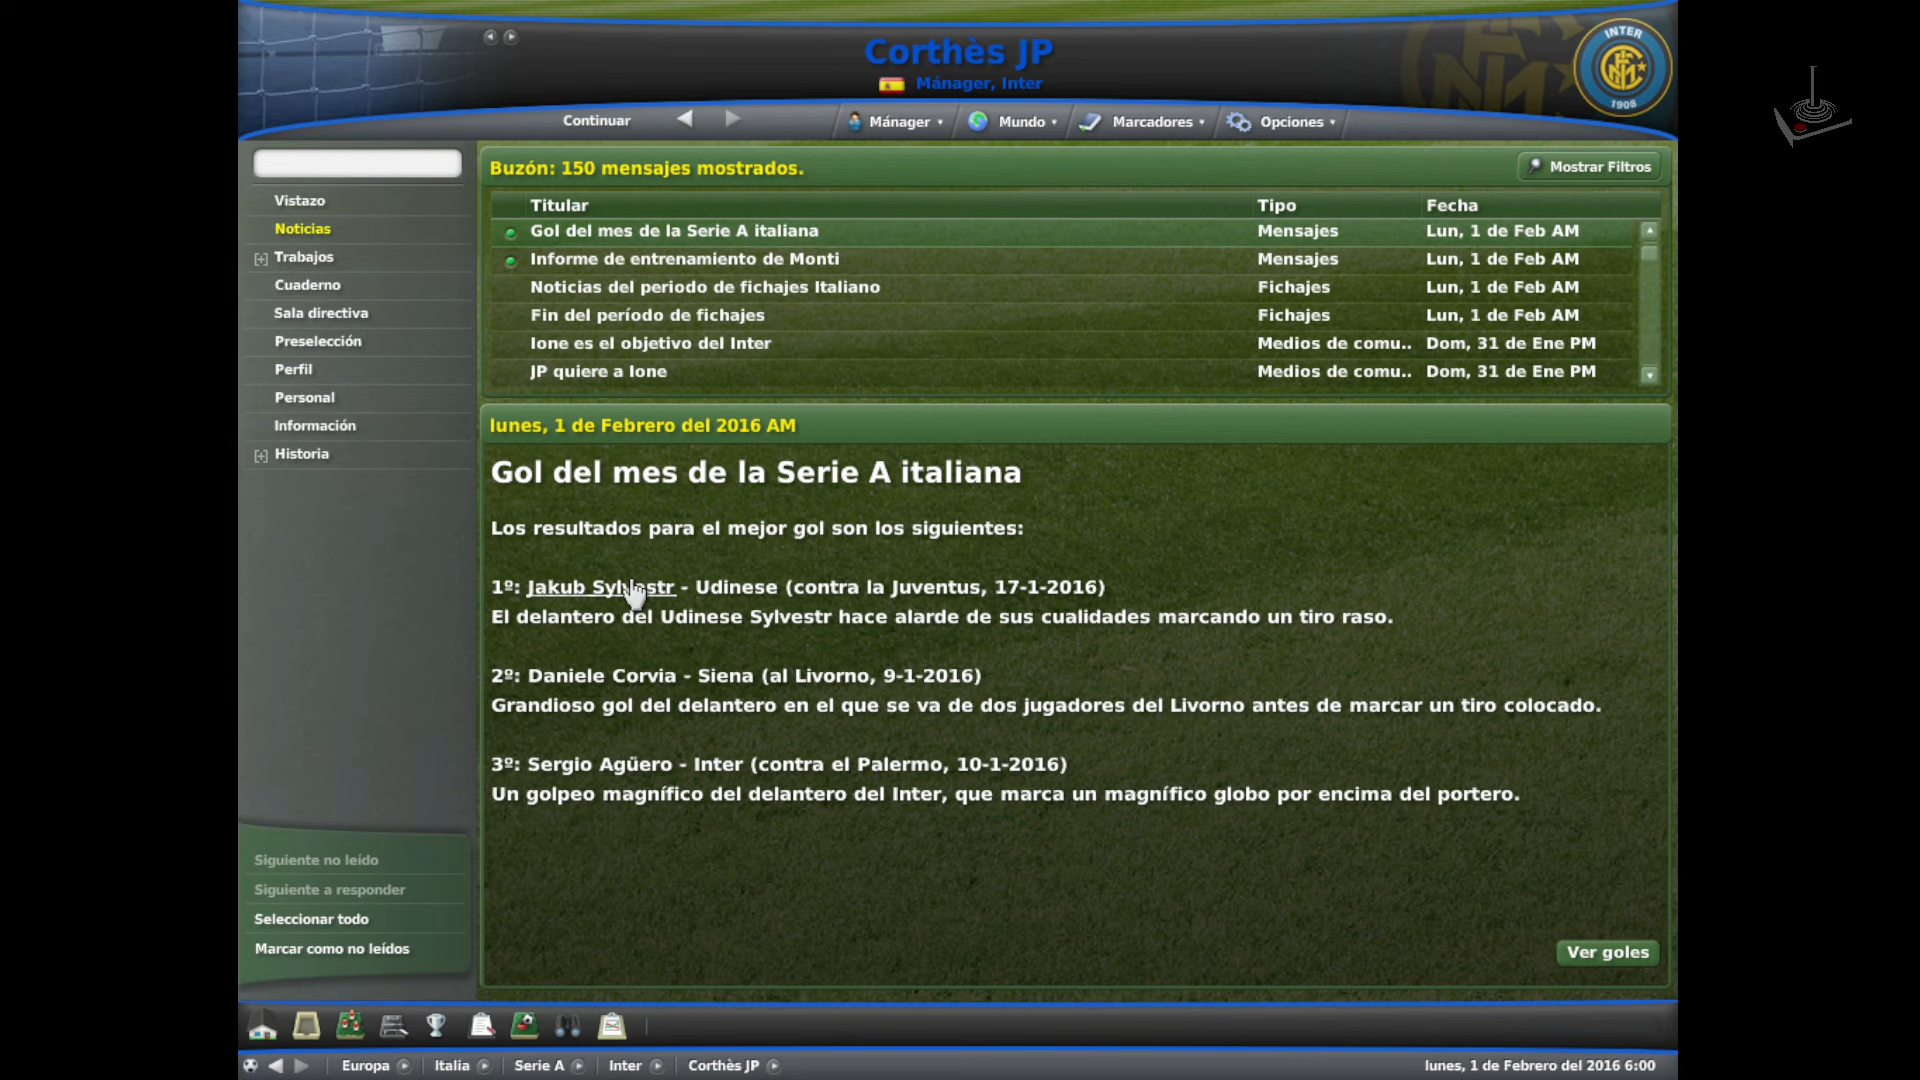 Corthès JP
Mánager, Inter
INTER
1908
Continuar
Mánager
Mundo
Marcadores
Opciones
Vistazo
Noticias
Trabajos
Cuaderno
Sala directiva
Preselección
Perfil
Personal
Información
Historia
Buzón: 150 mensajes mostrados.
Mostrar Filtros
Titular Tipo Fecha
Gol del mes de la Serie A italiana Mensajes Lun, 1 de Feb AM
Informe de entrenamiento de Monti Mensajes Lun, 1 de Feb AM
Noticias del periodo de fichajes Italiano Fichajes Lun, 1 de Feb AM
Fin del período de fichajes Fichajes Lun, 1 de Feb AM
Ione es el objetivo del Inter Medios de comu.. Dom, 31 de Ene PM
JP quiere a Ione Medios de comu.. Dom, 31 de Ene PM
lunes, 1 de Febrero del 2016 AM
Gol del mes de la Serie A italiana
Los resultados para el mejor gol son los siguientes:
1º: Jakub Sylvestr - Udinese (contra la Juventus, 17-1-2016)
El delantero del Udinese Sylvestr hace alarde de sus cualidades marcando un tiro raso.
2º: Daniele Corvia - Siena (al Livorno, 9-1-2016)
Grandioso gol del delantero en el que se va de dos jugadores del Livorno antes de marcar un tiro colocado.
3º: Sergio Agüero - Inter (contra el Palermo, 10-1-2016)
Un golpeo magnífico del delantero del Inter, que marca un magnífico globo por encima del portero.
Siguiente no leído
Siguiente a responder
Seleccionar todo
Marcar como no leídos
Ver goles
Europa Italia Serie A Inter Corthès JP
lunes, 1 de Febrero del 2016 6:00